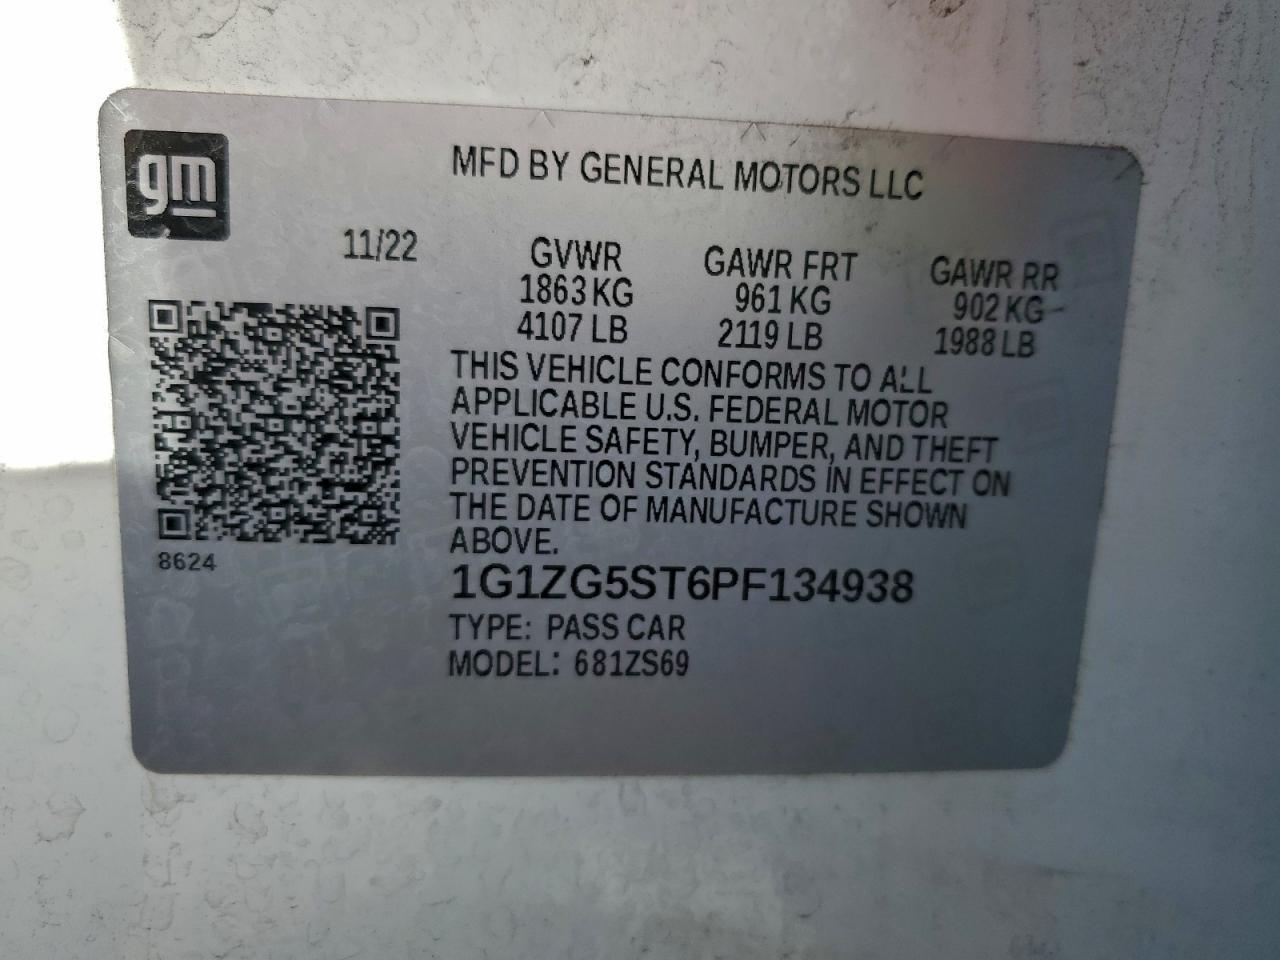 gm
MFD BY GENERAL MOTORS LLC
11/22
GVWR GAWR FRT GAWR RR
1863 KG 961 KG 902 KG
4107 LB 2119 LB 1988 LB
THIS VEHICLE CONFORMS TO ALL
APPLICABLE U.S. FEDERAL MOTOR
VEHICLE SAFETY, BUMPER, AND THEFT
PREVENTION STANDARDS IN EFFECT ON
THE DATE OF MANUFACTURE SHOWN
ABOVE.
8624
1G1ZG5ST6PF134938
TYPE: PASS CAR
MODEL: 681ZS69